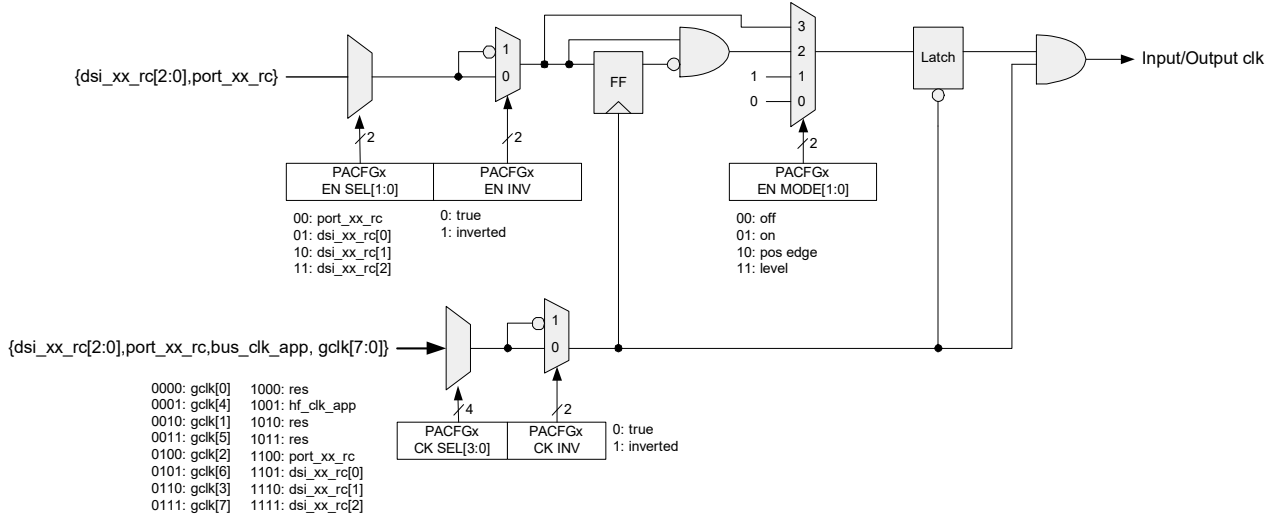 3
1
2
Input/Output clk
Latch
{dsi_xx_rc[2:0],port_xx_rc}
0
FF
1
1
0
0
2
2
2
PACFGx
EN SEL[1:0]
PACFGx
EN INV
PACFGx
EN MODE[1:0]
00: port_xx_rc
01: dsi_xx_rc[0]
10: dsi_xx_rc[1]
11: dsi_xx_rc[2]
0: true
1: inverted
00: off
01: on
10: pos edge
11: level
1
0
{dsi_xx_rc[2:0],port_xx_rc,bus_clk_app, gclk[7:0]}
0000: gclk[0]
0001: gclk[4]
0010: gclk[1]
0011: gclk[5]
0100: gclk[2]
0101: gclk[6]
0110: gclk[3]
0111: gclk[7]
1000: res
1001: hf_clk_app
1010: res
1011: res
1100: port_xx_rc
1101: dsi_xx_rc[0]
1110: dsi_xx_rc[1]
1111: dsi_xx_rc[2]
4
2
PACFGx
CK SEL[3:0]
PACFGx
CK INV
0: true
1: inverted